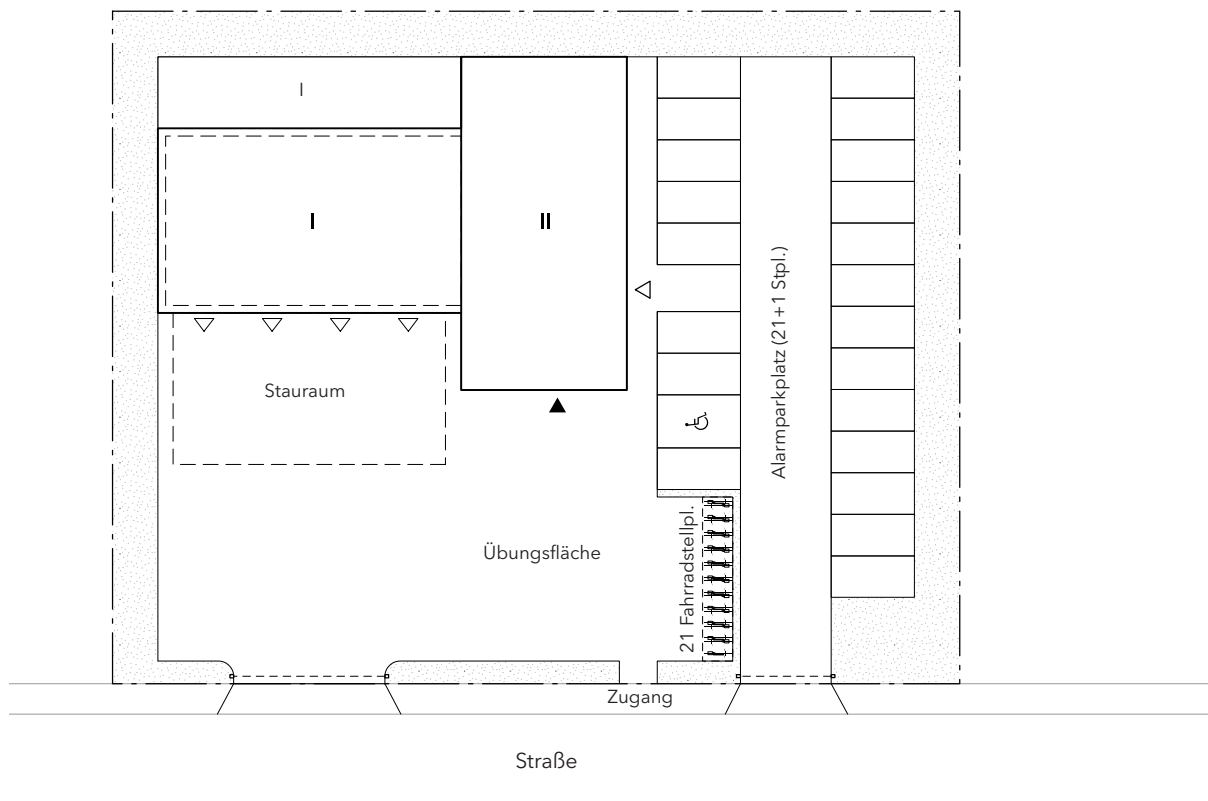 I
I
II
Stauraum
Alarmparkplatz (21+1 Stpl.)
Übungsfläche
21 Fahrradstellpl.
Zugang
Straße